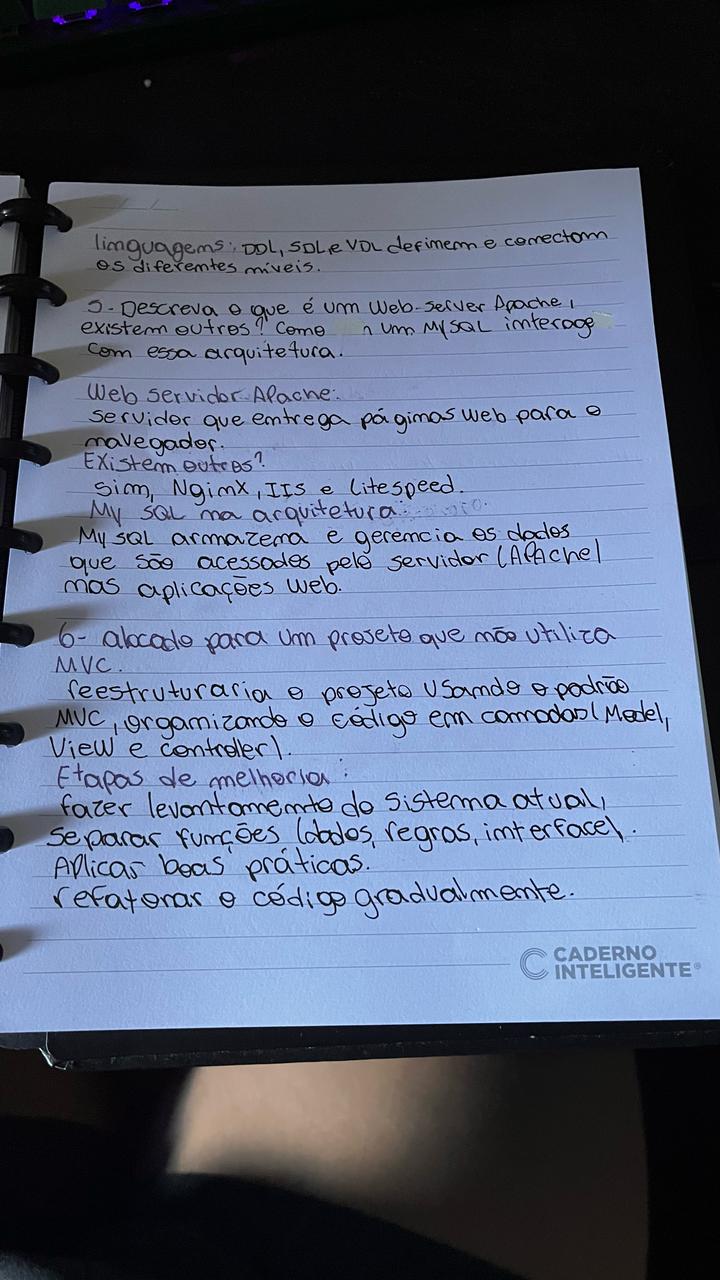 linguagens: DDL, SDL e VDL definem e conectam
os diferentes níveis.
5- Descreva o que é um Web-server Apache,
existem outros? Como um MySQL interage
com essa arquitetura.
Web servidor Apache:
servidor que entrega páginas web para o
navegador.
Existem outros?
Sim, Nginx, IIS e Litespeed.
My SQL na arquitetura:
My SQL armazena e gerencia os dados
que são acessados pelo servidor (Apache)
nas aplicações web.
6- alocado para um projeto que não utiliza
MVC.
reestruturaria o projeto usando o padrão
MVC, organizando o código em camadas (Model,
View e controller).
Etapas de melhoria:
fazer levantamento do sistema atual,
separar funções (dados, regras, interface).
Aplicar boas práticas.
refatorar o código gradualmente.
CADERNO
INTELIGENTE®